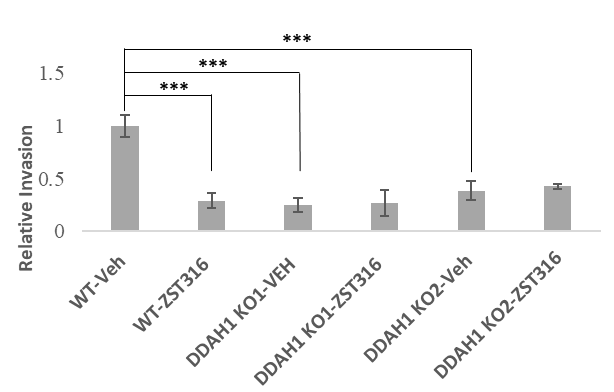 ***
***
***
1.5
1
0.5
0
Relative Invasion
WT-Veh
WT-ZST316
DDAH1 KO1-VEH
DDAH1 KO1-ZST316
DDAH1 KO2-Veh
DDAH1 KO2-ZST316